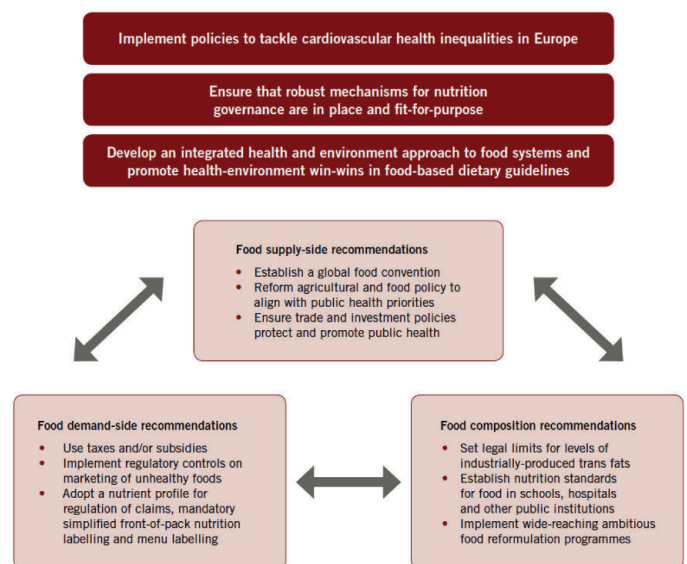 Implement policies to tackle cardiovascular health inequalities in Europe
Ensure that robust mechanisms for nutrition
governance are in place and fit-for-purpose
Develop an integrated health and environment approach to food systems and
promote health-environment win-wins in food-based dietary guidelines
Food supply-side recommendations
• Establish a global food convention
• Reform agricultural and food policy to
align with public health priorities
• Ensure trade and investment policies
protect and promote public health
Food demand-side recommendations
• Use taxes and/or subsidies
• Implement regulatory controls on
marketing of unhealthy foods
• Adopt a nutrient profile for
regulation of claims, mandatory
simplified front-of-pack nutrition
labelling and menu labelling
Food composition recommendations
• Set legal limits for levels of
industrially-produced trans fats
• Establish nutrition standards
for food in schools, hospitals
and other public institutions
• Implement wide-reaching ambitious
food reformulation programmes